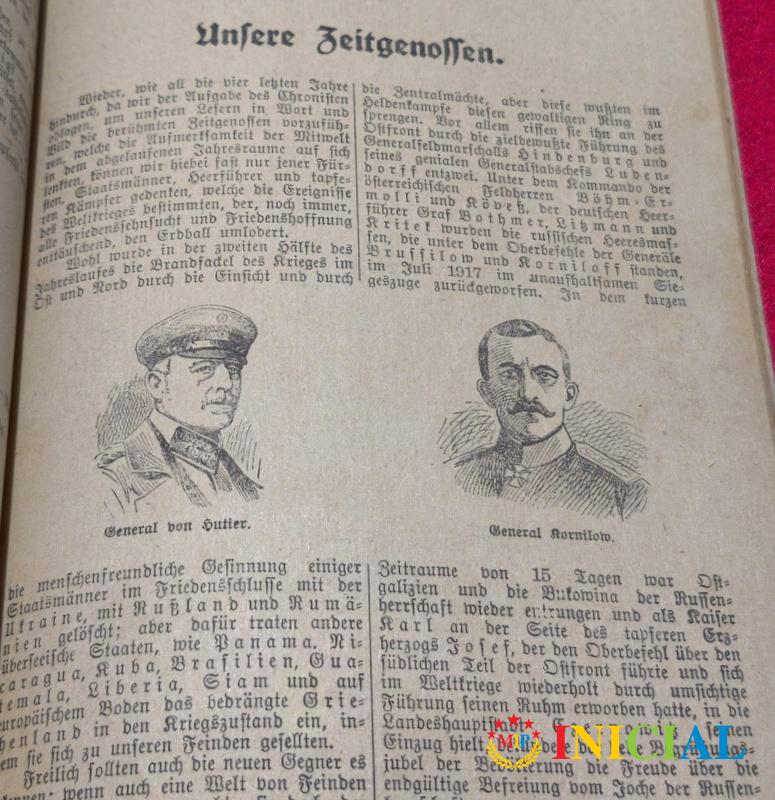 Unsere Zeitgenossen.
Wieder, wie all die vier letzten Jahre
hindurch, da wir der Aufgabe des Chronisten
oblagen, um unseren Lesern in Wort und
Bild die berühmten Zeitgenossen vorzufüh-
ren, welche die Aufmerksamkeit der Mitwelt
in dem abgelaufenen Jahresraume auf sich
lenkten, können wir hiebei fast nur jener Für-
sten, Staatsmänner, Heerführer und tapfe-
ren Kämpfer gedenken, welche die Ereignisse
des Weltkrieges bestimmten, der, noch immer,
alle Friedenssehnsucht und Friedenshoffnung
enttäuschend, den Erdball umlodert.
Wohl wurde in der zweiten Hälfte des
Jahreslaufes die Brandfackel des Krieges im
Ost und Nord durch die Einsicht und durch
die Zentralmächte, aber diese wußten im
Heldenkampfe diesen gewaltigen Ring zu
sprengen. Vor allem rissen sie ihn an der
Ostfront durch die zielbewußte Führung des
Generalfeldmarschalls Hindenburg und
seines genialen Generalstabschefs Luden-
dorff entzwei. Unter dem Kommando der
österreichischen Feldherren Böhm-Er-
molli und Köveß, der deutschen Heer-
führer Graf Bothmer, Litzmann und
Kritek wurden die russischen Heeresmas-
sen, die unter dem Oberbefehle der Generäle
Brussilow und Korniloff standen,
im Juli 1917 im unaufhaltsamen Sie-
geszuge zurückgeworfen. In dem kurzen
General von Hutier.
General Kornilow.
die menschenfreundliche Gesinnung einiger
Staatsmänner im Friedensschlusse mit der
Ukraine, mit Rußland und Rumä-
nien gelöscht; aber dafür traten andere
überseeische Staaten, wie Panama, Ni-
caragua, Kuba, Brasilien, Gua-
temala, Liberia, Siam und auf
europäischem Boden das bedrängte Grie-
chenland in den Kriegszustand ein, in-
dem sie sich zu unseren Feinden gesellten.
Freilich sollten auch die neuen Gegner es
wenn auch eine Welt von Feinden
Zeitraume von 15 Tagen war Ost-
galizien und die Bukowina der Russen-
herrschaft wieder entrungen und als Kaiser
Karl an der Seite des tapferen Erz-
herzogs Josef, der den Oberbefehl über den
südlichen Teil der Ostfront führte und sich
im Weltkriege wiederholt durch umsichtige
Führung seinen Ruhm erworben hatte, in die
Landeshauptstadt seinen
Einzug hielt,
jubel der Bevölkerung die Freude über die
endgültige Befreiung vom Joche der Russen-
MIR INICIAL